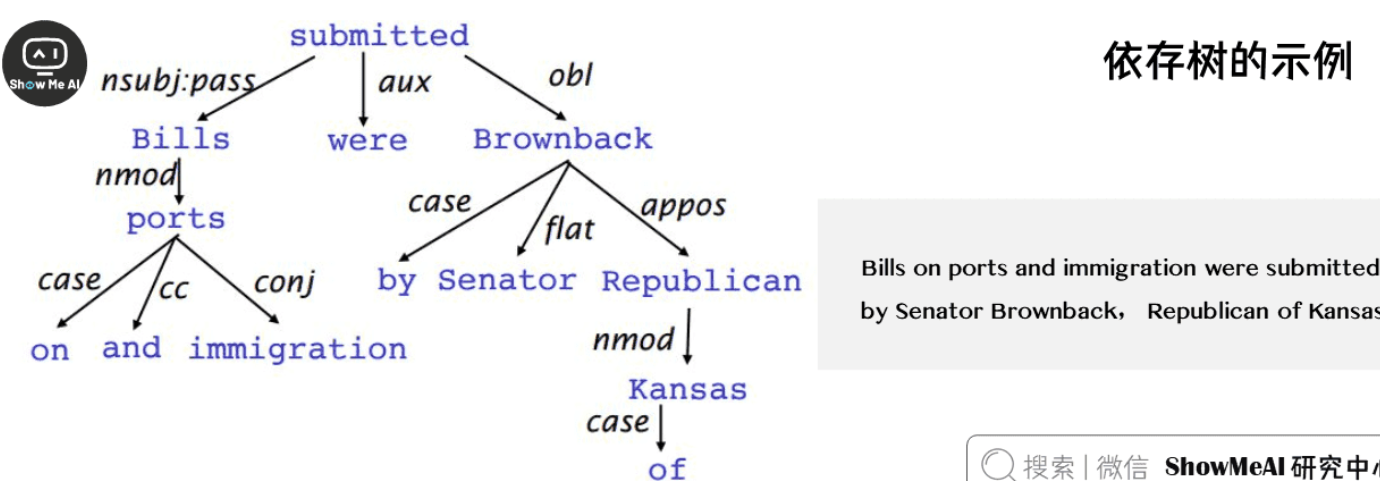 submitted
依存树的示例
Show Me AI
nsubj:pass
aux
obl
Bills
were
Brownback
nmod
case
flat
appos
ports
case
cc
conj
by
Senator
Republican
Bills on ports and immigration were submitted
by Senator Brownback, Republican of Kansas
on
and
immigration
nmod
Kansas
case
of
搜索 | 微信 ShowMeAI 研究中心